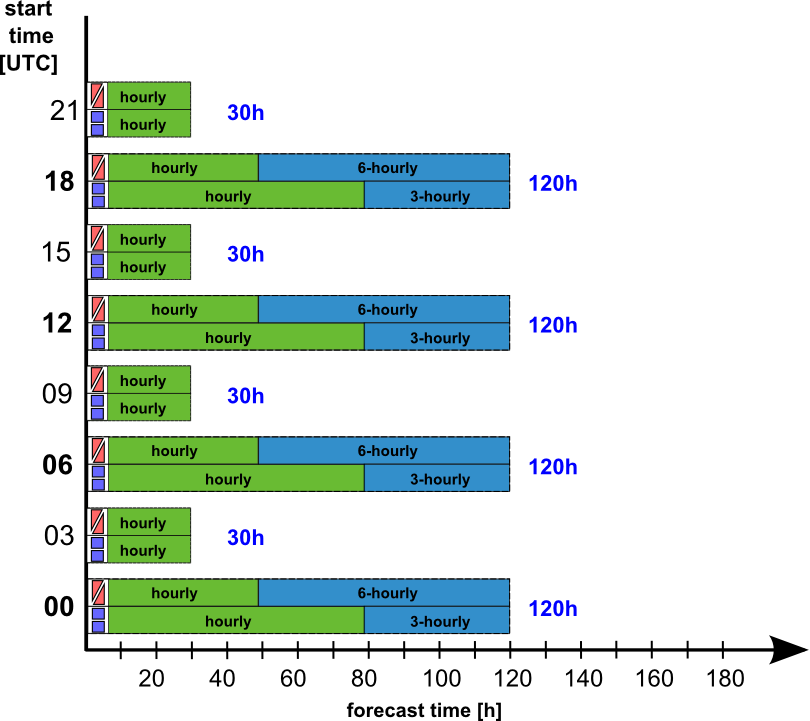 start
time
[UTC]
21
hourly
hourly
30h
18
hourly 6-hourly
hourly 3-hourly
120h
15
hourly
hourly
30h
12
hourly 6-hourly
hourly 3-hourly
120h
09
hourly
hourly
30h
06
hourly 6-hourly
hourly 3-hourly
120h
03
hourly
hourly
30h
00
hourly 6-hourly
hourly 3-hourly
120h
20 40 60 80 100 120 140 160 180
forecast time [h]